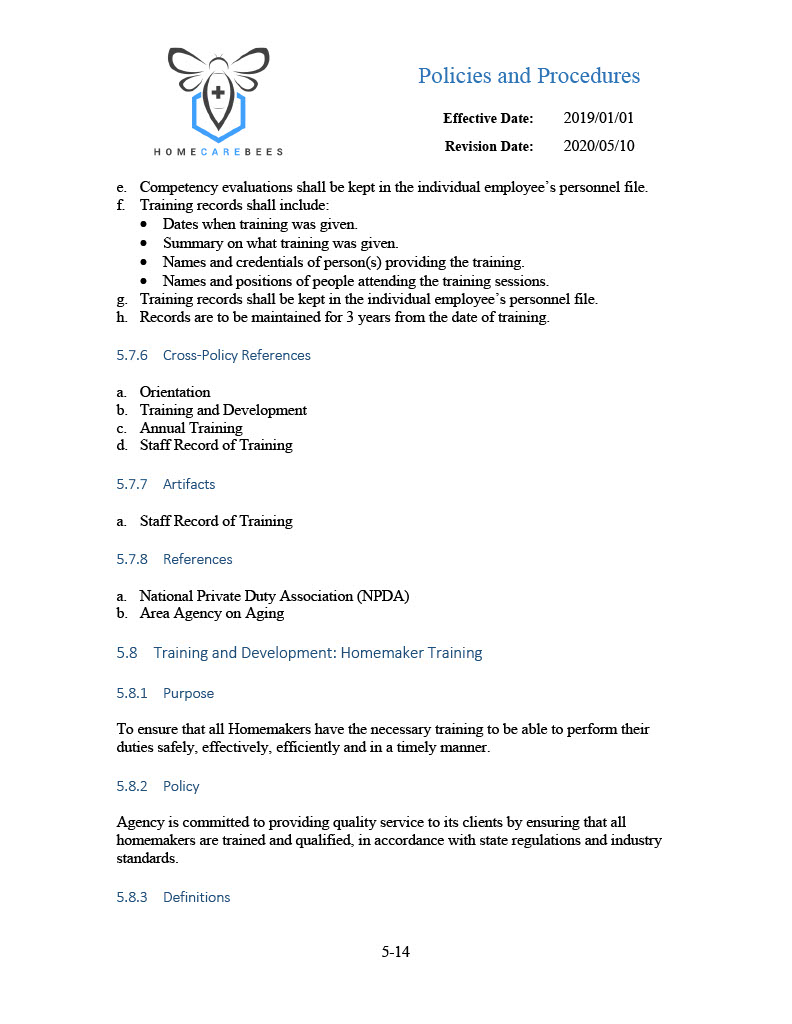 Policies and Procedures
Effective Date: 2019/01/01
Revision Date: 2020/05/10
HOMECAREBEES
e. Competency evaluations shall be kept in the individual employee's personnel file.
f. Training records shall include:
• Dates when training was given.
• Summary on what training was given.
• Names and credentials of person(s) providing the training.
• Names and positions of people attending the training sessions.
g. Training records shall be kept in the individual employee's personnel file.
h. Records are to be maintained for 3 years from the date of training.
5.7.6 Cross-Policy References
a. Orientation
b. Training and Development
c. Annual Training
d. Staff Record of Training
5.7.7 Artifacts
a. Staff Record of Training
5.7.8 References
a. National Private Duty Association (NPDA)
b. Area Agency on Aging
5.8 Training and Development: Homemaker Training
5.8.1 Purpose
To ensure that all Homemakers have the necessary training to be able to perform their
duties safely, effectively, efficiently and in a timely manner.
5.8.2 Policy
Agency is committed to providing quality service to its clients by ensuring that all
homemakers are trained and qualified, in accordance with state regulations and industry
standards.
5.8.3 Definitions
5-14